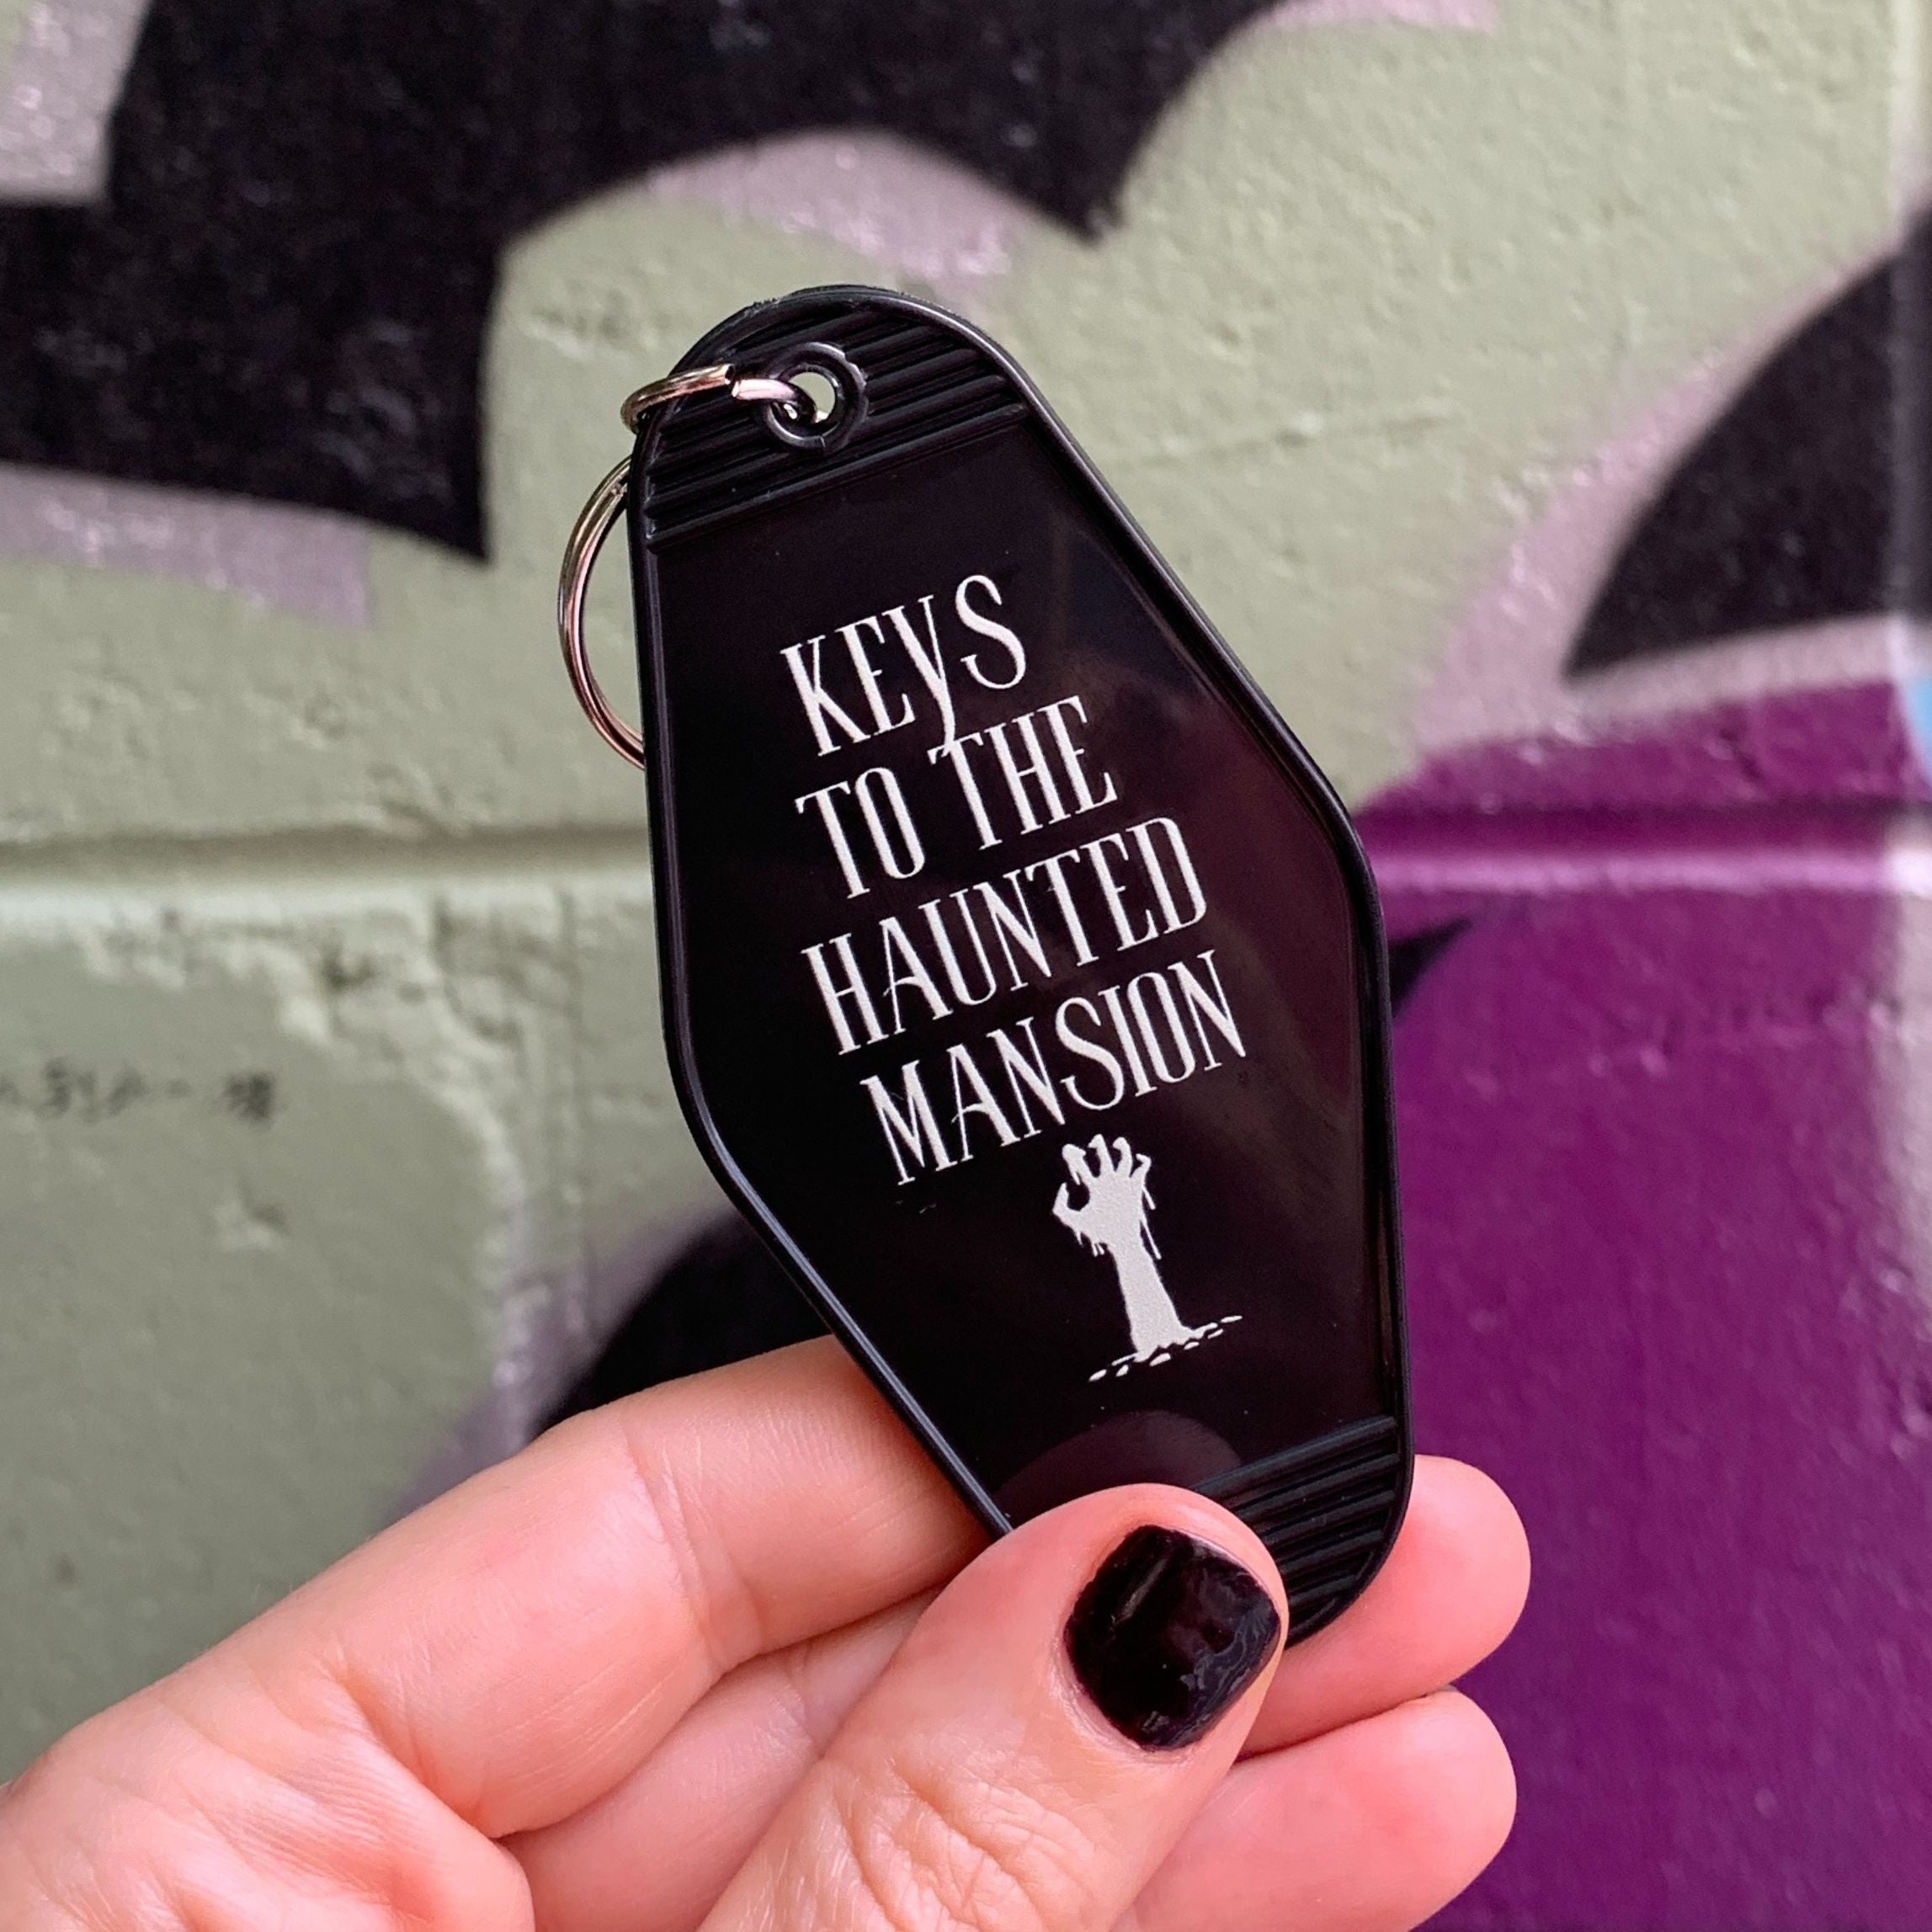 KEYS
TO THE
HAUNTED
MANSION